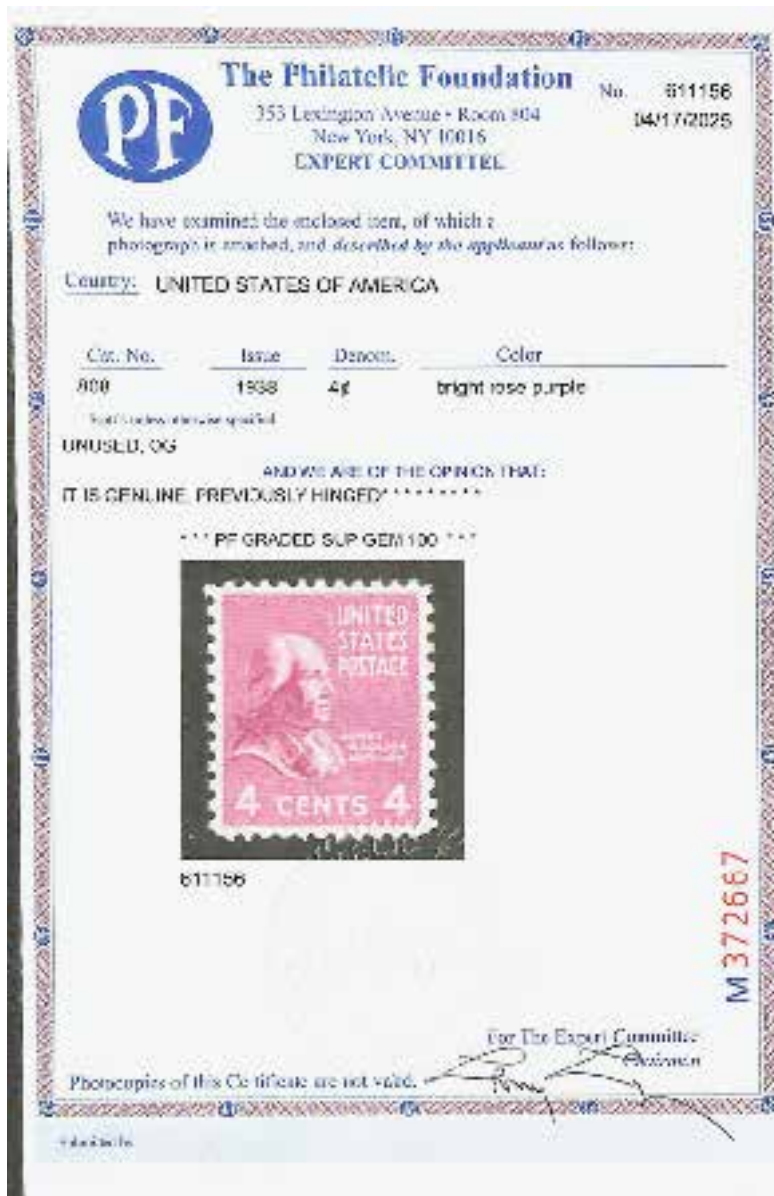 PF
The Philatelic Foundation
No. 611156
353 Lexington Avenue • Room 804
04/17/2025
New York, NY 10016
EXPERT COMMITTEE
We have examined the enclosed item, of which a
photograph is attached, and described by the applicant as follows:
Country: UNITED STATES OF AMERICA
Cat. No. Issue Denom. Color
808 1938 4¢ bright rose purple
Scott's unless otherwise specified
UNUSED, OG
AND WE ARE OF THE OPINION THAT:
IT IS GENUINE, PREVIOUSLY HINGED* * * * * * * * *
* * * PF GRADED SUP GEM 100 * * *
UNITED
STATES
POSTAGE
4 CENTS 4
611156
M 372667
For The Expert Committee
Chairman
Photocopies of this Certificate are not valid.